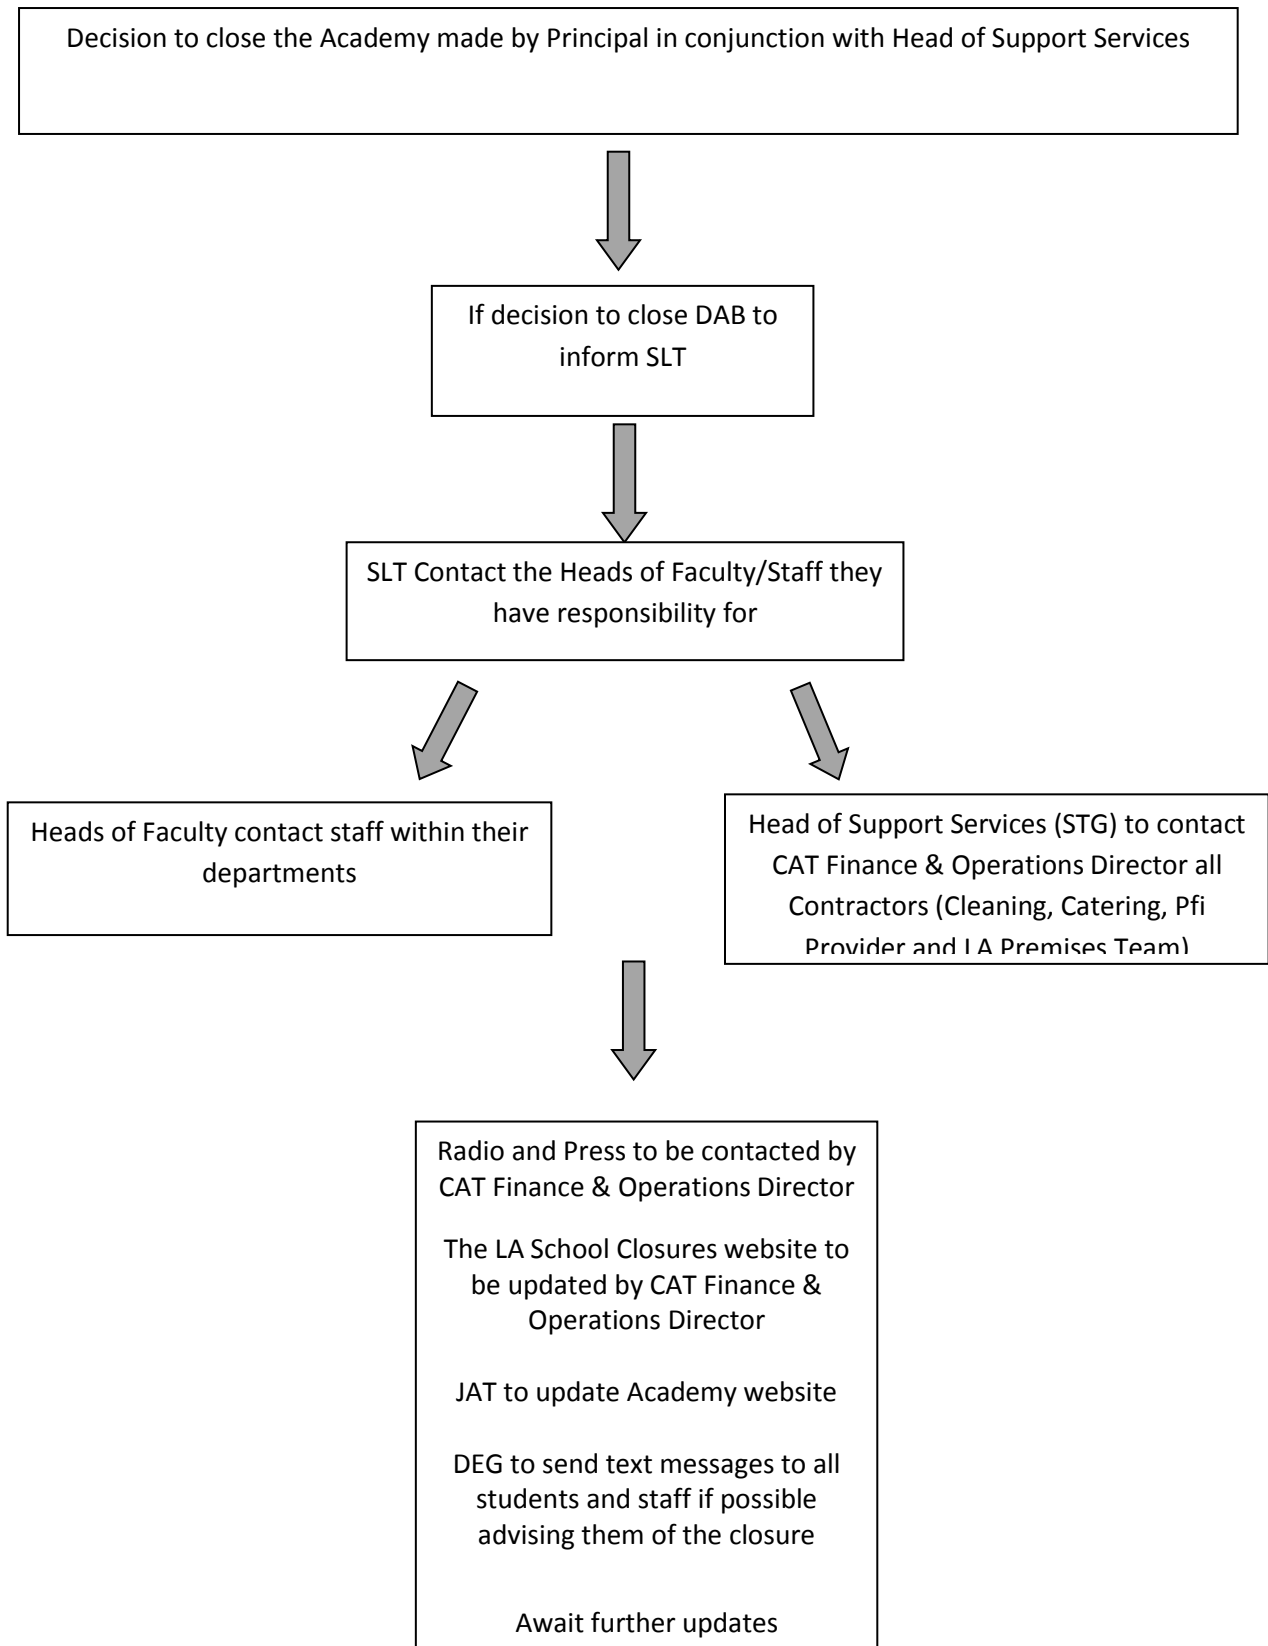 Decision to close the Academy made by Principal in conjunction with Head of Support Services
If decision to close DAB to
inform SLT
SLT Contact the Heads of Faculty/Staff they
have responsibility for
Heads of Faculty contact staff within their
departments
Head of Support Services (STG) to contact
CAT Finance & Operations Director all
Contractors (Cleaning, Catering, Pfi
Provider and LA Premises Team)
Radio and Press to be contacted by
CAT Finance & Operations Director
The LA School Closures website to
be updated by CAT Finance &
Operations Director
JAT to update Academy website
DEG to send text messages to all
students and staff if possible
advising them of the closure
Await further updates